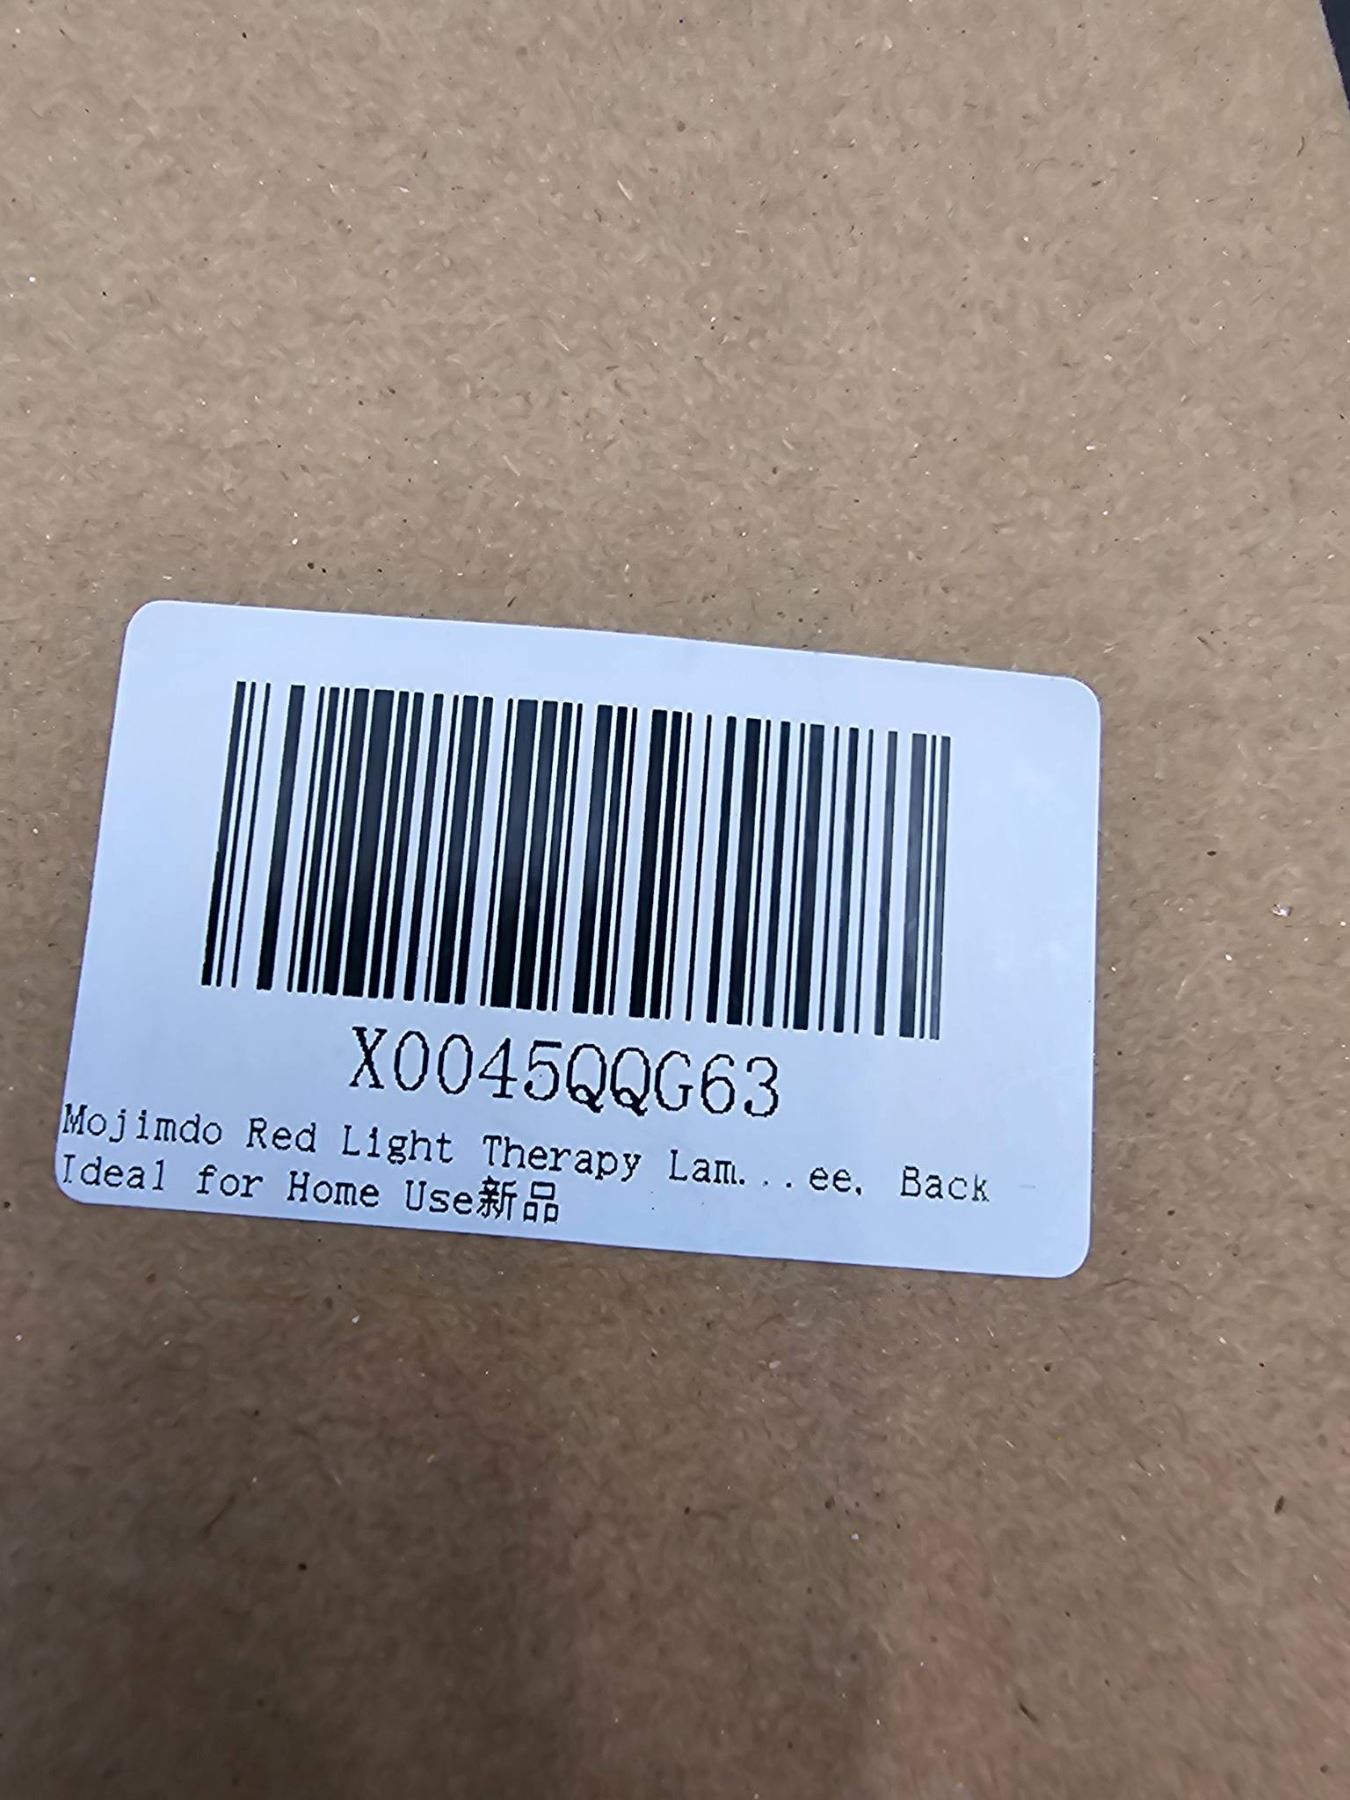 X0045QQG63
Mojimdo Red Light Therapy Lam...ee, Back
Ideal for Home Use新品